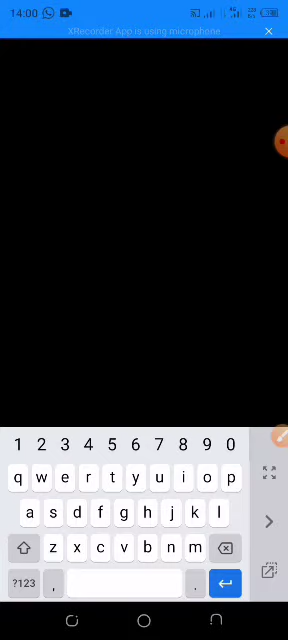 14:00
XRecorder App is using microphone
1 2 3 4 5 6 7 8 9 0
q w e r t y u i o p
a s d f g h j k l
z x c v b n m
?123 , .